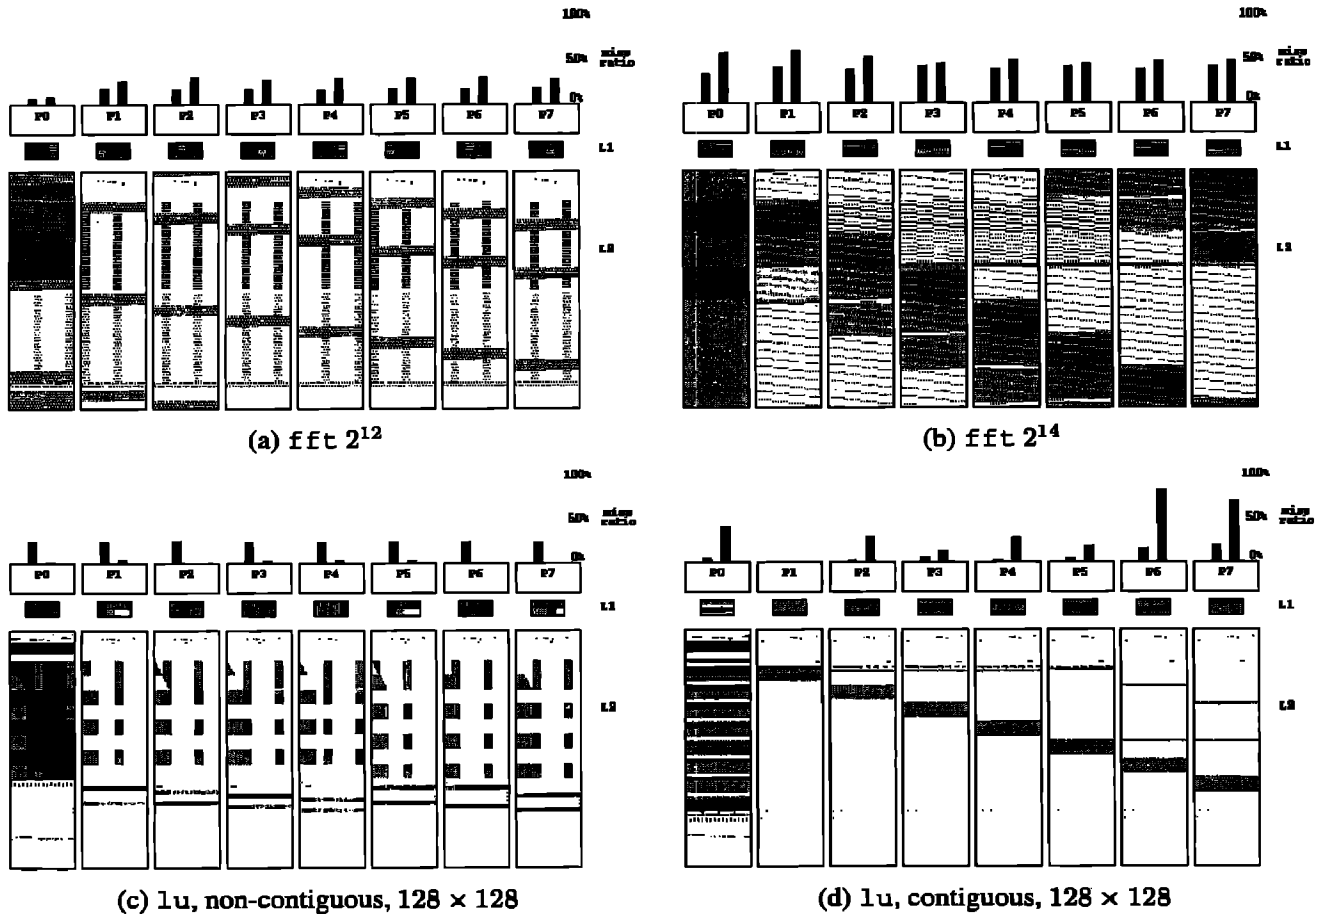 100%
50%
miss
ratio
0%
P0 P1 P2 P3 P4 P5 P6 P7
L1
L2
(a) fft 2^12
100%
50%
miss
ratio
0%
P0 P1 P2 P3 P4 P5 P6 P7
L1
L2
(b) fft 2^14
100%
50%
miss
ratio
0%
P0 P1 P2 P3 P4 P5 P6 P7
L1
L2
(c) lu, non-contiguous, 128 × 128
100%
50%
miss
ratio
0%
P0 P1 P2 P3 P4 P5 P6 P7
L1
L2
(d) lu, contiguous, 128 × 128